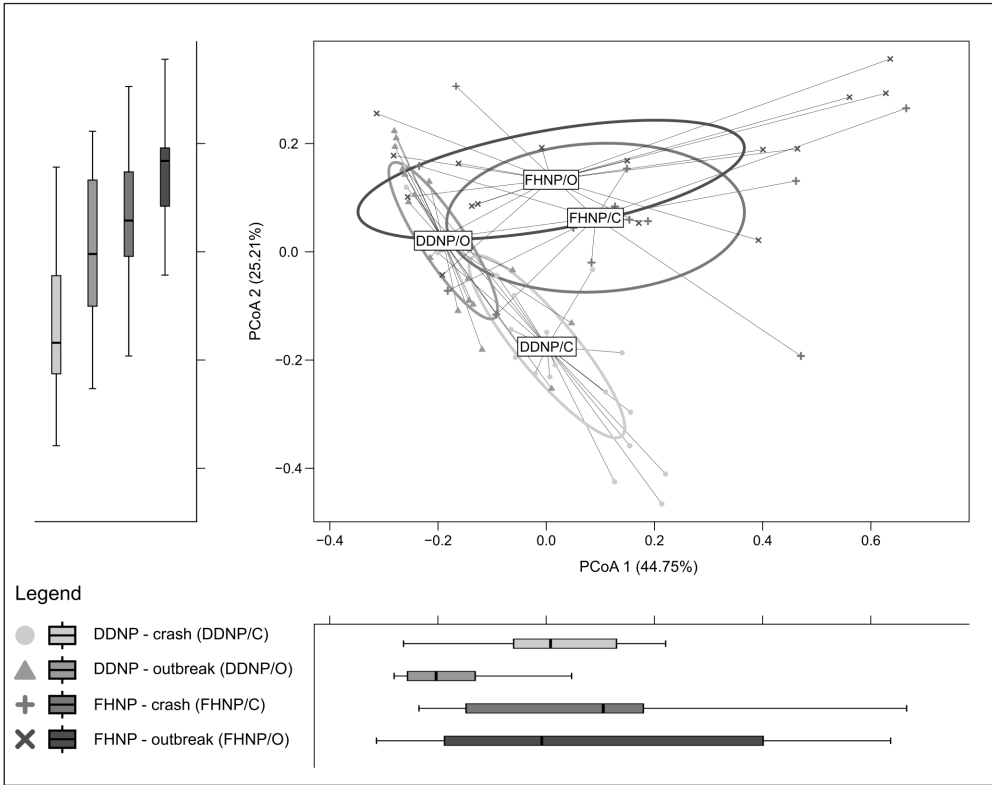 0.2
0.0
−0.2
−0.4
PCoA 2 (25.21%)
FHNP/O
FHNP/C
DDNP/O
DDNP/C
−0.4 −0.2 0.0 0.2 0.4 0.6
PCoA 1 (44.75%)
Legend
DDNP - crash (DDNP/C)
DDNP - outbreak (DDNP/O)
FHNP - crash (FHNP/C)
FHNP - outbreak (FHNP/O)